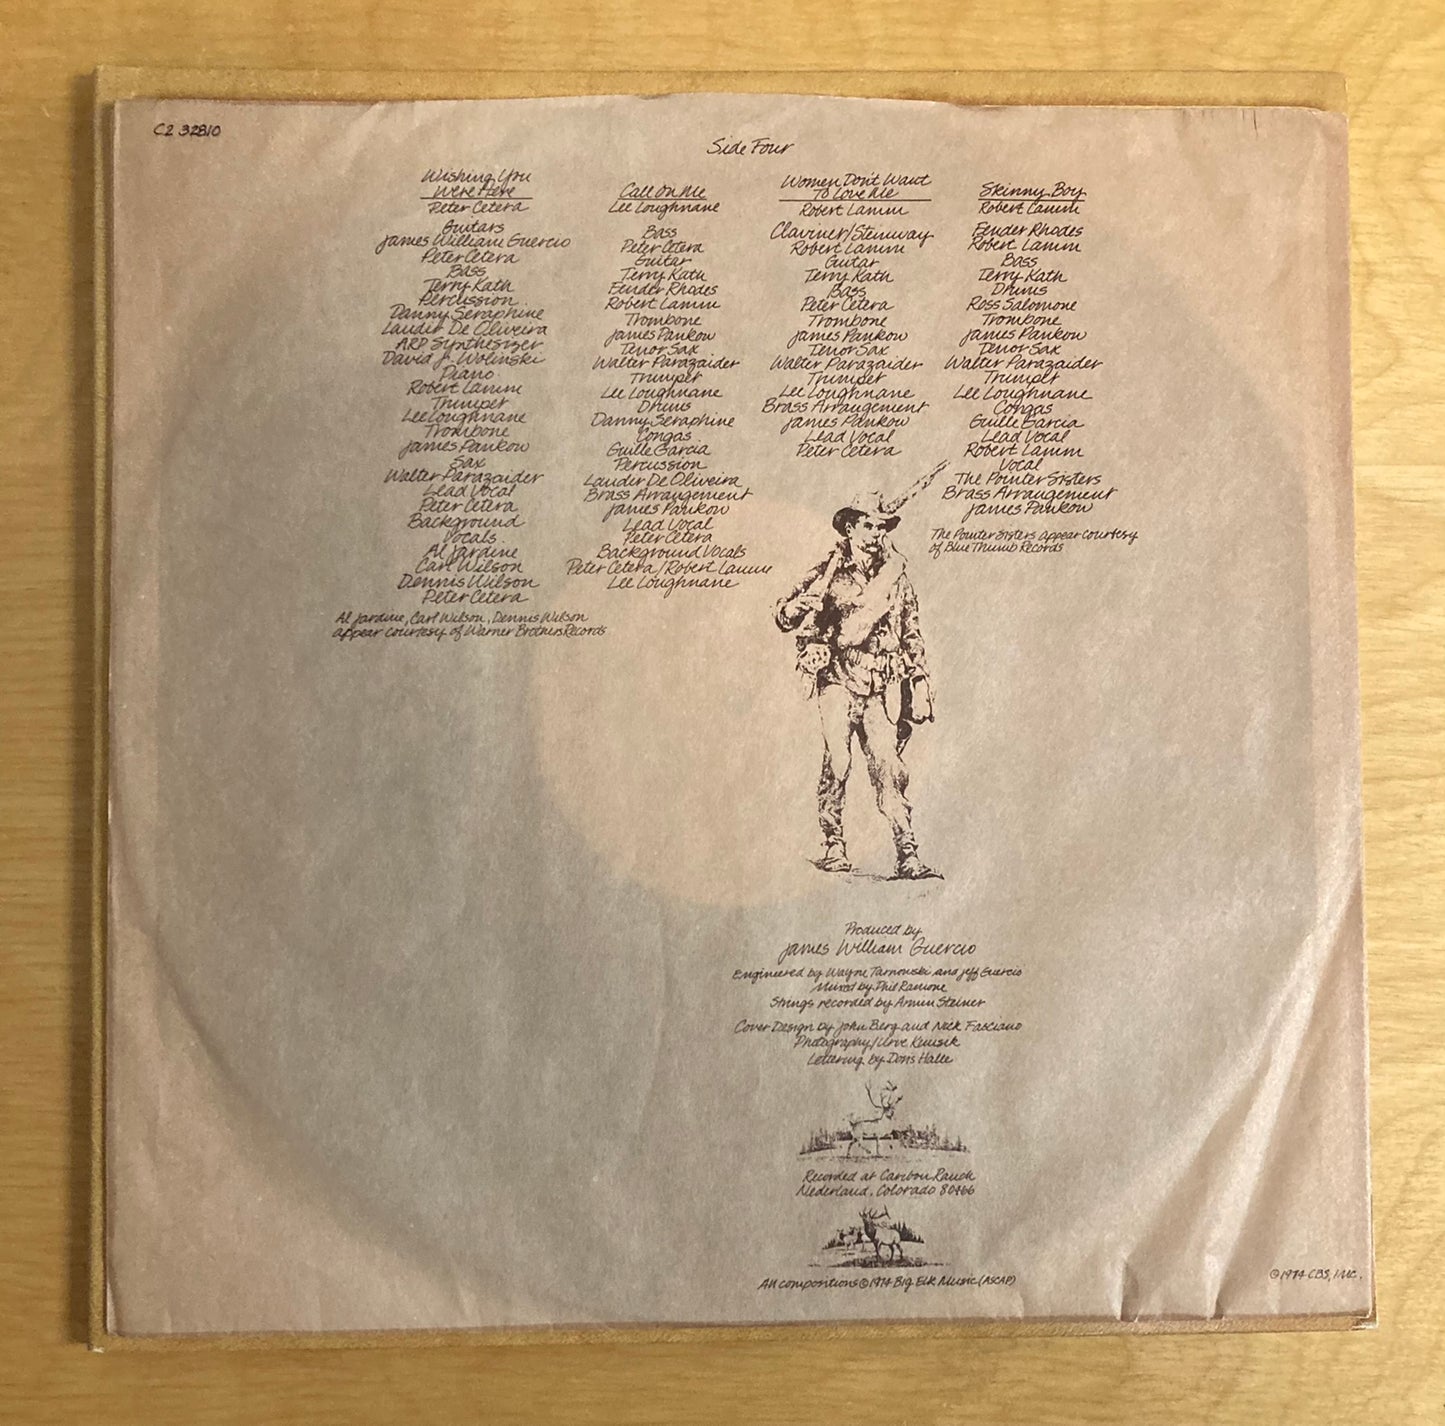 C2 32810
Side Four
Wishing You
Were Here
Peter Cetera
Guitars
James William Guercio
Peter Cetera
Bass
Terry Kath
Percussion
Danny Seraphine
Laudir De Oliveira
ARP Synthesizer
David J. Wolinski
Piano
Robert Lamm
Trumpet
Lee Loughnane
Trombone
James Pankow
Sax
Walter Parazaider
Lead Vocal
Peter Cetera
Background
Vocals
Al Jardine
Carl Wilson
Dennis Wilson
Peter Cetera
Al Jardine, Carl Wilson, Dennis Wilson
appear courtesy of Warner Brothers Records
Call On Me
Lee Loughnane
Bass
Peter Cetera
Guitar
Terry Kath
Fender Rhodes
Robert Lamm
Trombone
James Pankow
Tenor Sax
Walter Parazaider
Trumpet
Lee Loughnane
Drums
Danny Seraphine
Congas
Guille Garcia
Percussion
Laudir De Oliveira
Brass Arrangement
James Pankow
Lead Vocal
Peter Cetera
Background Vocals
Peter Cetera/Robert Lamm
Lee Loughnane
Women Don't Want
To Love Me
Robert Lamm
Clavinet/Steinway
Robert Lamm
Guitar
Terry Kath
Bass
Peter Cetera
Trombone
James Pankow
Tenor Sax
Walter Parazaider
Trumpet
Lee Loughnane
Brass Arrangement
James Pankow
Lead Vocal
Peter Cetera
Skinny Boy
Robert Lamm
Fender Rhodes
Robert Lamm
Bass
Terry Kath
Drums
Ross Salomone
Trombone
James Pankow
Tenor Sax
Walter Parazaider
Trumpet
Lee Loughnane
Congas
Guille Garcia
Lead Vocal
Robert Lamm
Vocal
The Pointer Sisters
Brass Arrangement
James Pankow
The Pointer Sisters appear courtesy
of Blue Thumb Records
Produced by
James William Guercio
Engineered by Wayne Tarnowski and Jeff Guercio
Mixed by Phil Ramone
Strings recorded by Armin Steiner
Cover Design by John Berg and Nick Fasciano
Photography/Urve Kuusik
Lettering by Doris Halle
Recorded at Caribou Ranch
Nederland, Colorado 80466
All compositions © 1974 Big Elk Music (ASCAP)
© 1974 CBS, INC.